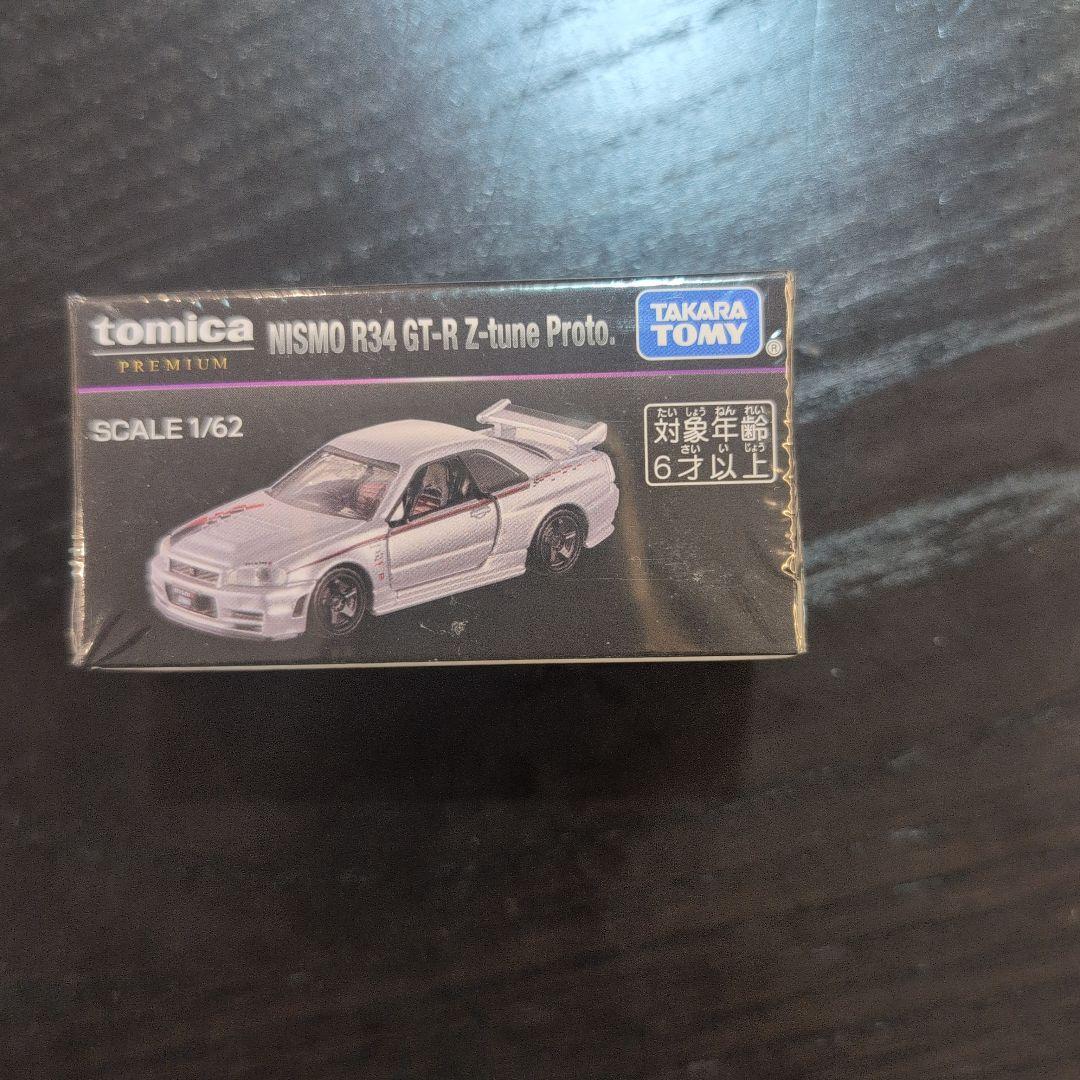 tomica
PREMIUM
NISMO R34 GT-R Z-tune Proto.
TAKARA
TOMY
®
SCALE 1/62
たいしょうねんれい
対象年齢
さいいじょう
6才以上